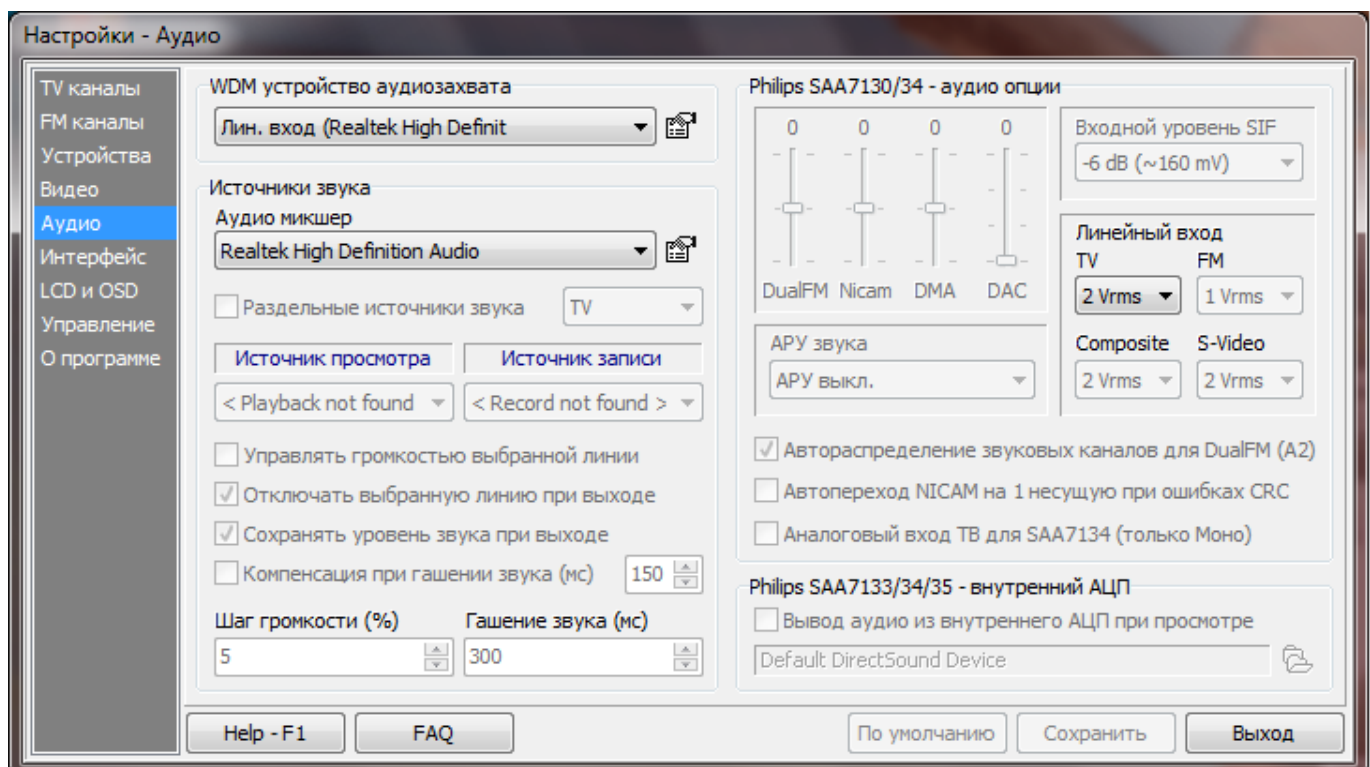 Настройки - Аудио
TV каналы
FM каналы
Устройства
Видео
Аудио
Интерфейс
LCD и OSD
Управление
О программе
WDM устройство аудиозахвата
Лин. вход (Realtek High Definit
Источники звука
Аудио микшер
Realtek High Definition Audio
Раздельные источники звука TV
Источник просмотра Источник записи
< Playback not found < Record not found >
Управлять громкостью выбранной линии
Отключать выбранную линию при выходе
Сохранять уровень звука при выходе
Компенсация при гашении звука (мс) 150
Шаг громкости (%) Гашение звука (мс)
5 300
Philips SAA7130/34 - аудио опции
0 0 0 0
DualFM Nicam DMA DAC
Входной уровень SIF
-6 dB (~160 mV)
Линейный вход
TV FM
2 Vrms 1 Vrms
Composite S-Video
2 Vrms 2 Vrms
АРУ звука
АРУ выкл.
Автораспределение звуковых каналов для DualFM (A2)
Автопереход NICAM на 1 несущую при ошибках CRC
Аналоговый вход ТВ для SAA7134 (только Моно)
Philips SAA7133/34/35 - внутренний АЦП
Вывод аудио из внутреннего АЦП при просмотре
Default DirectSound Device
Help - F1 FAQ По умолчанию Сохранить Выход